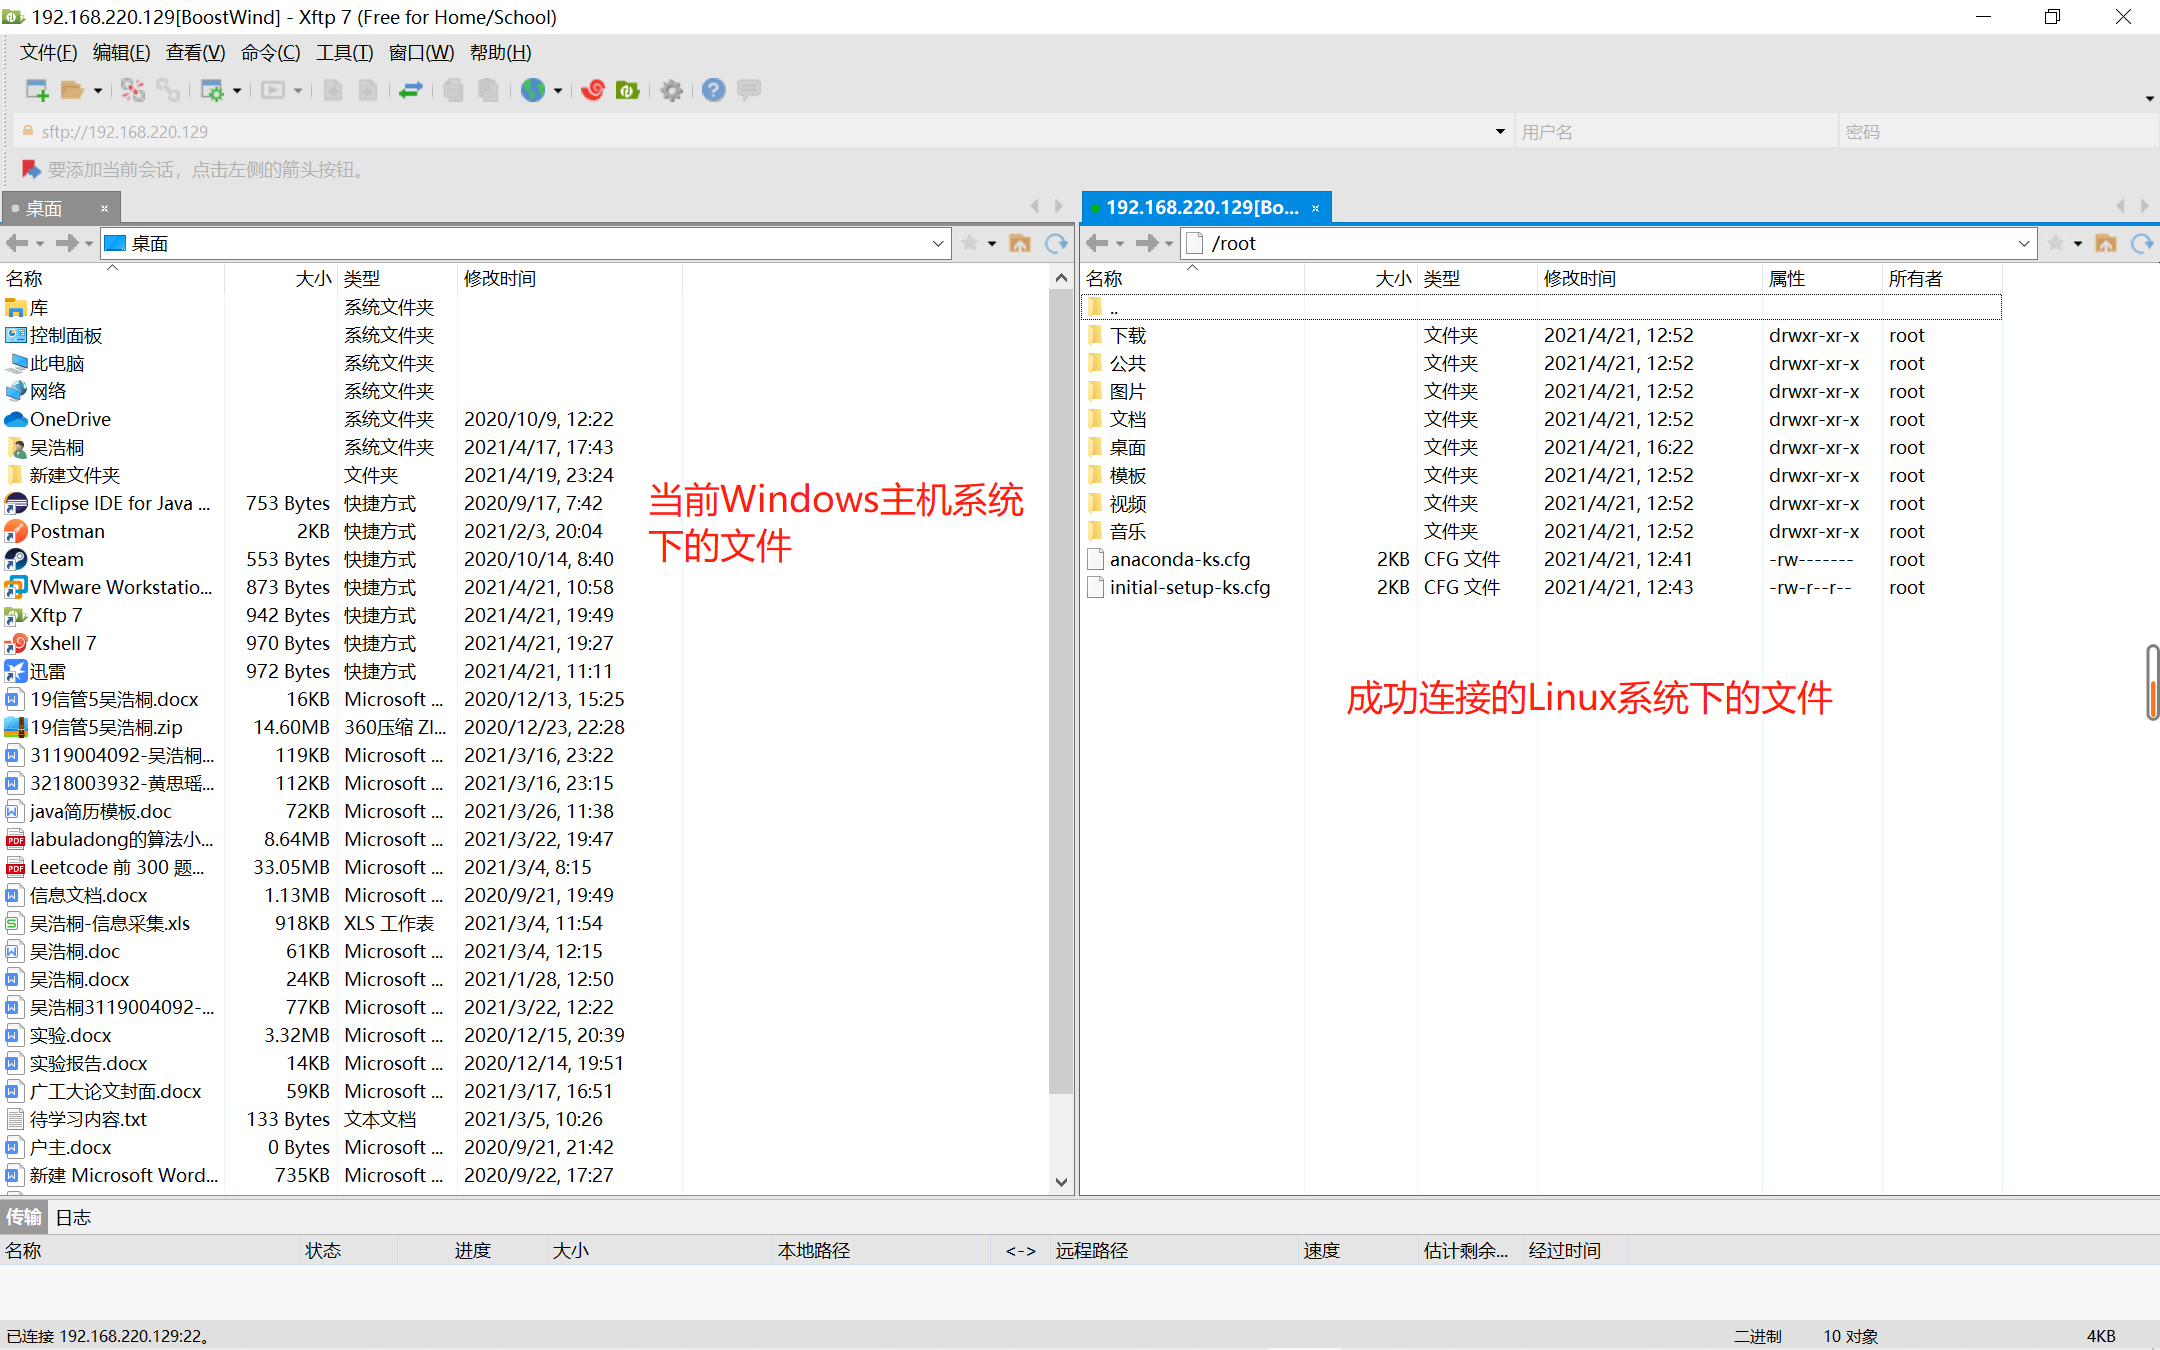 192.168.220.129[BoostWind] - Xftp 7 (Free for Home/School)
文件(F) 编辑(E) 查看(V) 命令(C) 工具(T) 窗口(W) 帮助(H)
sftp://192.168.220.129 用户名 密码
要添加当前会话，点击左侧的箭头按钮。
桌面
桌面
名称 大小 类型 修改时间
库 系统文件夹
控制面板 系统文件夹
此电脑 系统文件夹
网络 系统文件夹
OneDrive 系统文件夹 2020/10/9, 12:22
吴浩桐 系统文件夹 2021/4/17, 17:43
新建文件夹 文件夹 2021/4/19, 23:24
Eclipse IDE for Java ... 753 Bytes 快捷方式 2020/9/17, 7:42
Postman 2KB 快捷方式 2021/2/3, 20:04
Steam 553 Bytes 快捷方式 2020/10/14, 8:40
VMware Workstatio... 873 Bytes 快捷方式 2021/4/21, 10:58
Xftp 7 942 Bytes 快捷方式 2021/4/21, 19:49
Xshell 7 970 Bytes 快捷方式 2021/4/21, 19:27
迅雷 972 Bytes 快捷方式 2021/4/21, 11:11
19信管5吴浩桐.docx 16KB Microsoft ... 2020/12/13, 15:25
19信管5吴浩桐.zip 14.60MB 360压缩 ZI... 2020/12/23, 22:28
3119004092-吴浩桐... 119KB Microsoft ... 2021/3/16, 23:22
3218003932-黄思瑶... 112KB Microsoft ... 2021/3/16, 23:15
java简历模板.doc 72KB Microsoft ... 2021/3/26, 11:38
labuladong的算法小... 8.64MB Microsoft ... 2021/3/22, 19:47
Leetcode 前 300 题... 33.05MB Microsoft ... 2021/3/4, 8:15
信息文档.docx 1.13MB Microsoft ... 2020/9/21, 19:49
吴浩桐-信息采集.xls 918KB XLS 工作表 2021/3/4, 11:54
吴浩桐.doc 61KB Microsoft ... 2021/3/4, 12:15
吴浩桐.docx 24KB Microsoft ... 2021/1/28, 12:50
吴浩桐3119004092-... 77KB Microsoft ... 2021/3/22, 12:22
实验.docx 3.32MB Microsoft ... 2020/12/15, 20:39
实验报告.docx 14KB Microsoft ... 2020/12/14, 19:51
广工大论文封面.docx 59KB Microsoft ... 2021/3/17, 16:51
待学习内容.txt 133 Bytes 文本文档 2021/3/5, 10:26
户主.docx 0 Bytes Microsoft ... 2020/9/21, 21:42
新建 Microsoft Word... 735KB Microsoft ... 2020/9/22, 17:27
当前Windows主机系统
下的文件
192.168.220.129[Bo...
/root
名称 大小 类型 修改时间 属性 所有者
..
下载 文件夹 2021/4/21, 12:52 drwxr-xr-x root
公共 文件夹 2021/4/21, 12:52 drwxr-xr-x root
图片 文件夹 2021/4/21, 12:52 drwxr-xr-x root
文档 文件夹 2021/4/21, 12:52 drwxr-xr-x root
桌面 文件夹 2021/4/21, 16:22 drwxr-xr-x root
模板 文件夹 2021/4/21, 12:52 drwxr-xr-x root
视频 文件夹 2021/4/21, 12:52 drwxr-xr-x root
音乐 文件夹 2021/4/21, 12:52 drwxr-xr-x root
anaconda-ks.cfg 2KB CFG 文件 2021/4/21, 12:41 -rw------- root
initial-setup-ks.cfg 2KB CFG 文件 2021/4/21, 12:43 -rw-r--r-- root
成功连接的Linux系统下的文件
传输 日志
名称 状态 进度 大小 本地路径 <-> 远程路径 速度 估计剩余... 经过时间
已连接 192.168.220.129:22。 二进制 10 对象 4KB